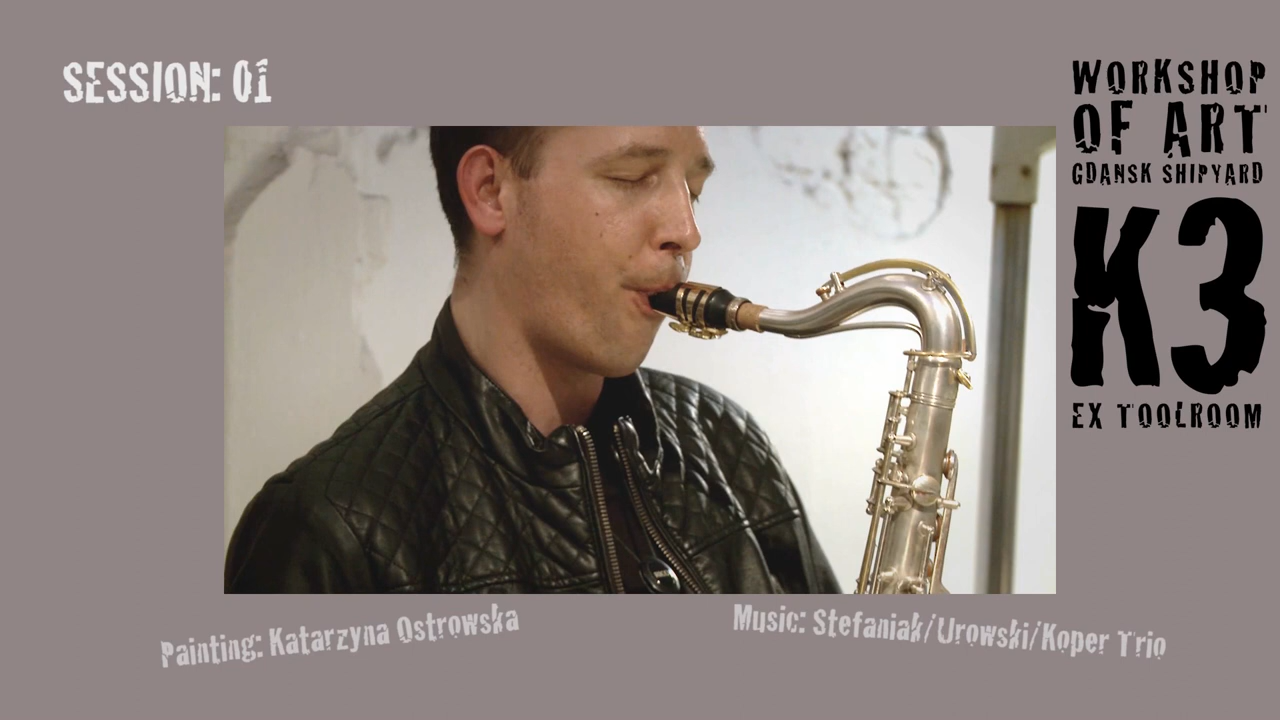 SESSION: 01
WORKSHOP
OF ART
GDANSK SHIPYARD
K3
EX TOOLROOM
Painting: Katarzyna Ostrowska
Music: Stefaniak/Urowski/Koper Trio